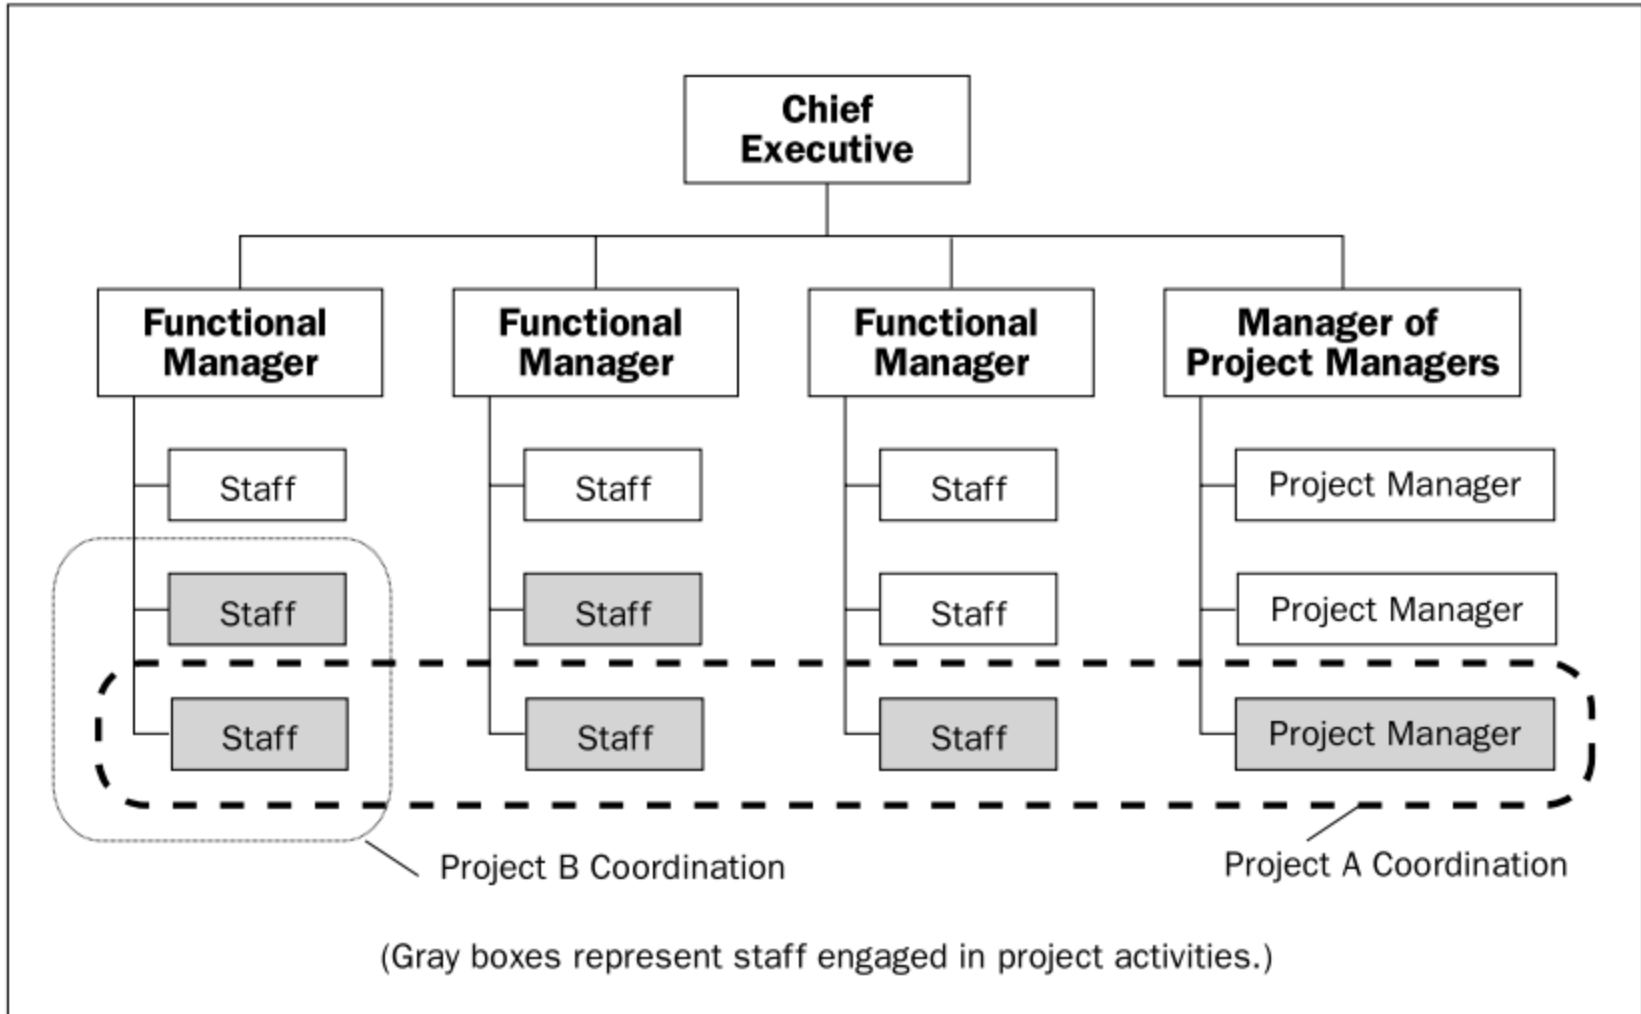 Chief
Executive
Functional
Manager
Functional
Manager
Functional
Manager
Manager of
Project Managers
Staff
Staff
Staff
Project Manager
Staff
Staff
Staff
Project Manager
Staff
Staff
Staff
Project Manager
Project B Coordination
Project A Coordination
(Gray boxes represent staff engaged in project activities.)